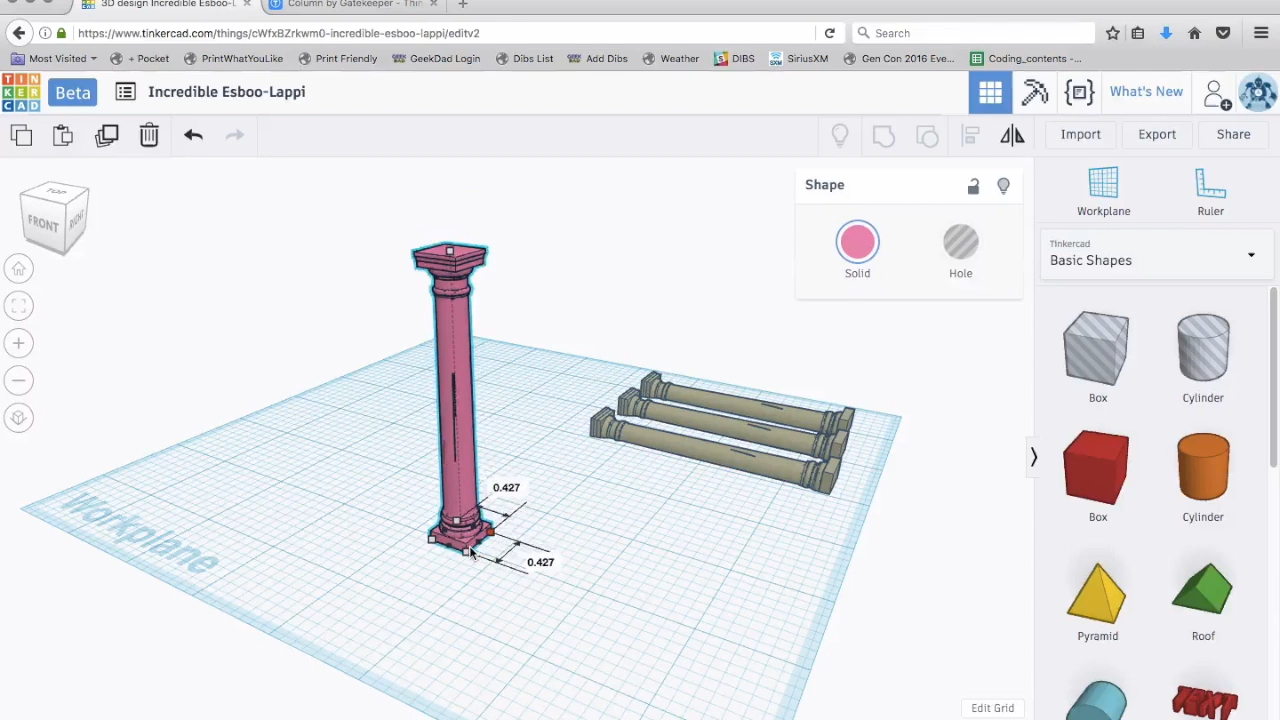 3D design Incredible Esboo-L
Column by Gatekeeper - Thin
https://www.tinkercad.com/things/cWfxBZrkwm0-incredible-esboo-lappi/editv2
Search
Most Visited
+ Pocket
PrintWhatYouLike
Print Friendly
GeekDad Login
Dibs List
Add Dibs
Weather
DIBS
SiriusXM
Gen Con 2016 Eve...
Coding_contents - ...
TIN
KER
CAD
Beta
Incredible Esboo-Lappi
What's New
Import
Export
Share
TOP
FRONT
RIGHT
Shape
Solid
Hole
Workplane
Ruler
Tinkercad
Basic Shapes
Box
Cylinder
Box
Cylinder
Pyramid
Roof
TEXT
0.427
0.427
Workplane
Edit Grid